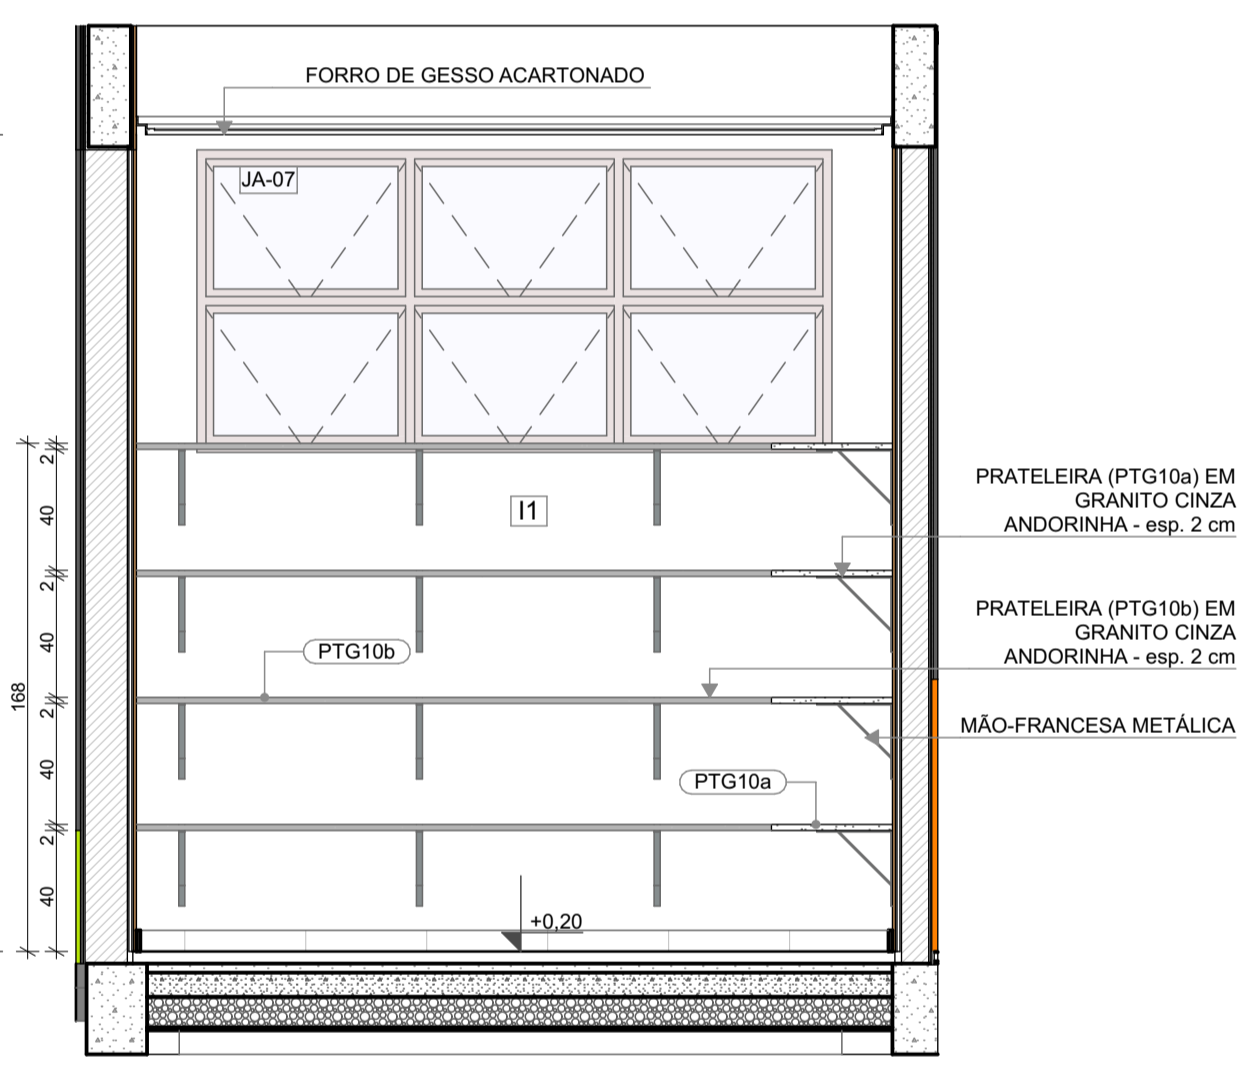 FORRO DE GESSO ACARTONADO
JA-07
2
40
I1
PRATELEIRA (PTG10a) EM
GRANITO CINZA
ANDORINHA - esp. 2 cm
2
40
PTG10b
PRATELEIRA (PTG10b) EM
GRANITO CINZA
ANDORINHA - esp. 2 cm
168
2
40
PTG10a
MÃO-FRANCESA METÁLICA
2
40
+0,20